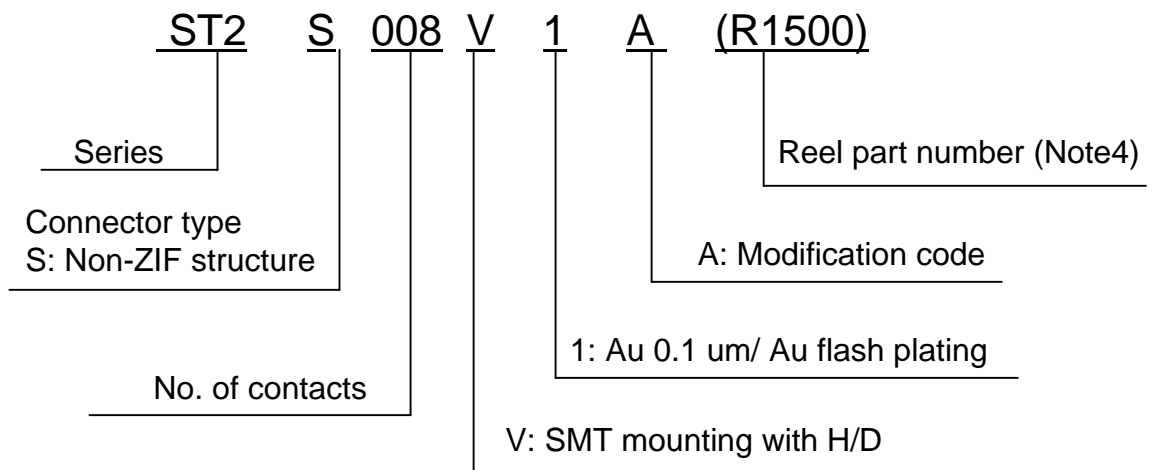 ST2 S 008 V 1 A (R1500)
Series
Reel part number (Note4)
Connector type
S: Non-ZIF structure
A: Modification code
1: Au 0.1 um/ Au flash plating
No. of contacts
V: SMT mounting with H/D